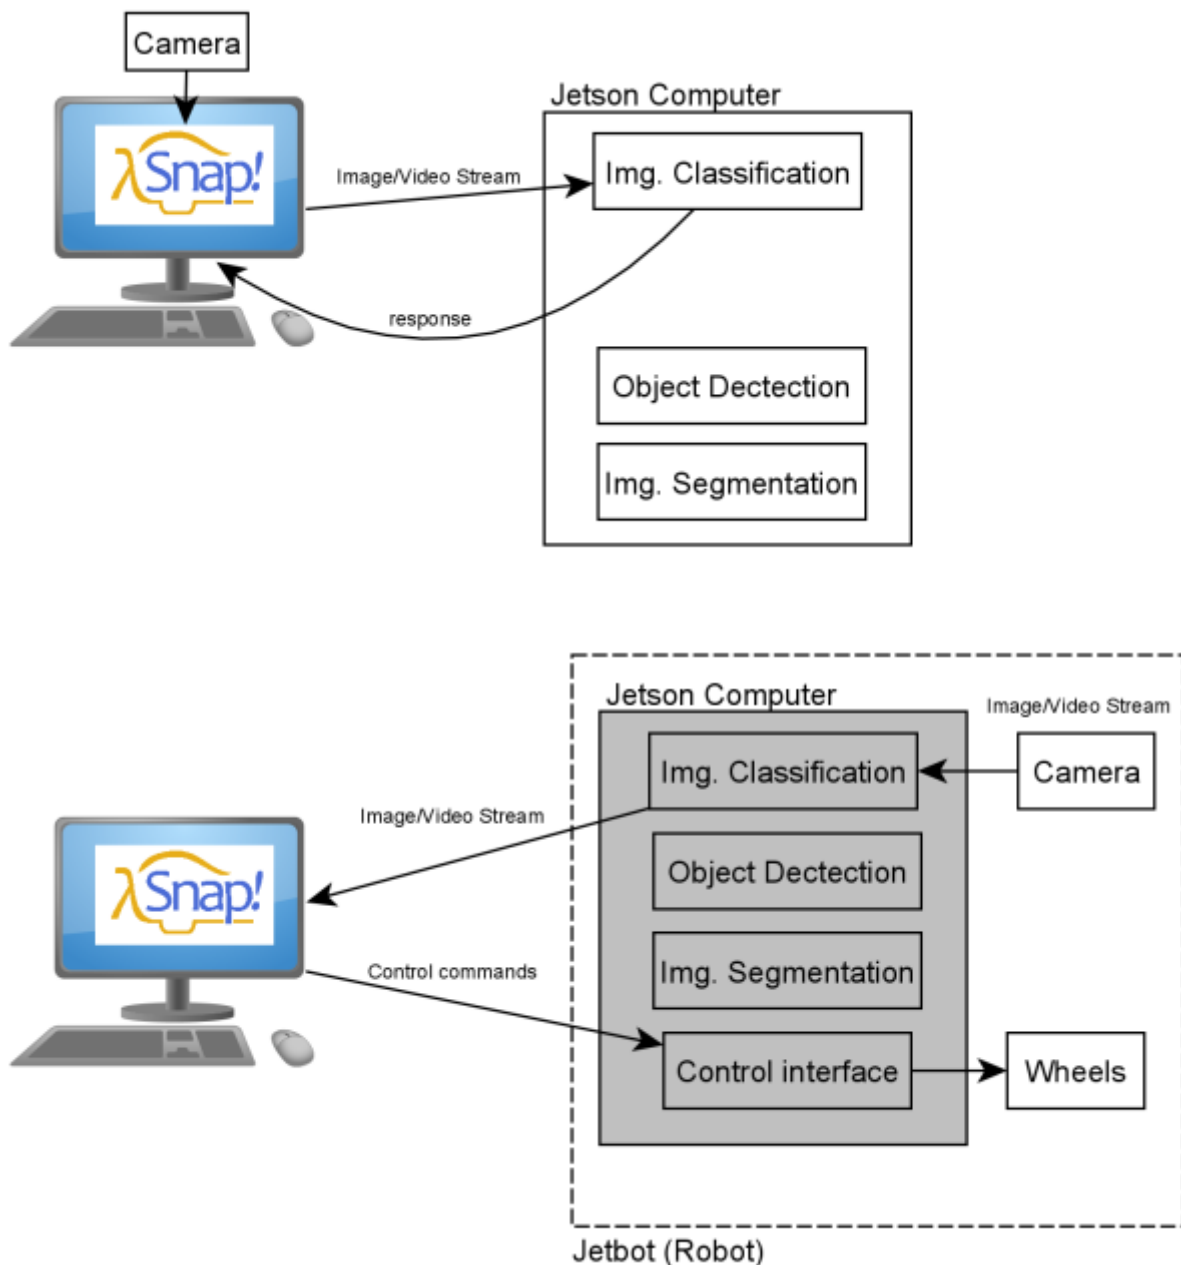 Camera
λSnap!
Jetson Computer
Img. Classification
Image/Video Stream
response
Object Dectection
Img. Segmentation
Jetson Computer
Image/Video Stream
Img. Classification
Camera
Image/Video Stream
λSnap!
Object Dectection
Img. Segmentation
Control commands
Control interface
Wheels
Jetbot (Robot)